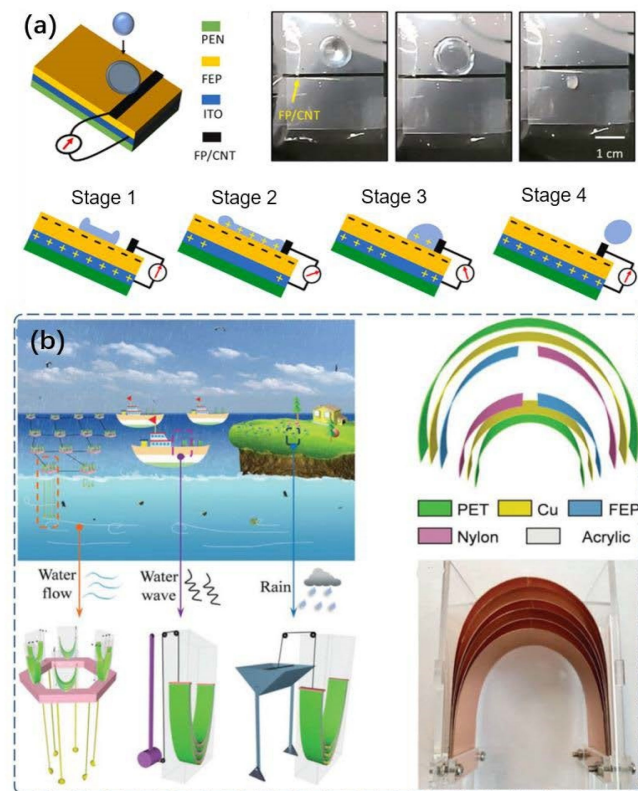 (a)
PEN
FEP
ITO
FP/CNT
FP/CNT
1 cm
Stage 1
Stage 2
Stage 3
Stage 4
(b)
PET
Cu
FEP
Nylon
Acrylic
Water
flow
Water
wave
Rain